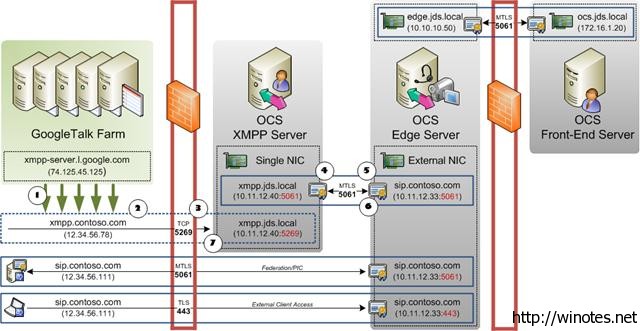 edge.jds.local
(10.10.10.50)
MTLS
5061
ocs.jds.local
(172.16.1.20)
GoogleTalk Farm
OCS
XMPP Server
OCS
Edge Server
OCS
Front-End Server
xmpp-server.l.google.com
(74.125.45.125)
Single NIC
External NIC
1
2
3
4
5
6
7
xmpp.jds.local
(10.11.12.40:5061)
MTLS
5061
sip.contoso.com
(10.11.12.33:5061)
xmpp.contoso.com
(12.34.56.78)
TCP
5269
xmpp.jds.local
(10.11.12.40:5269)
sip.contoso.com
(12.34.56.111)
MTLS
5061
Federation/PIC
sip.contoso.com
(10.11.12.33:5061)
sip.contoso.com
(12.34.56.111)
TLS
443
External Client Access
sip.contoso.com
(10.11.12.33:443)
http://winotes.net